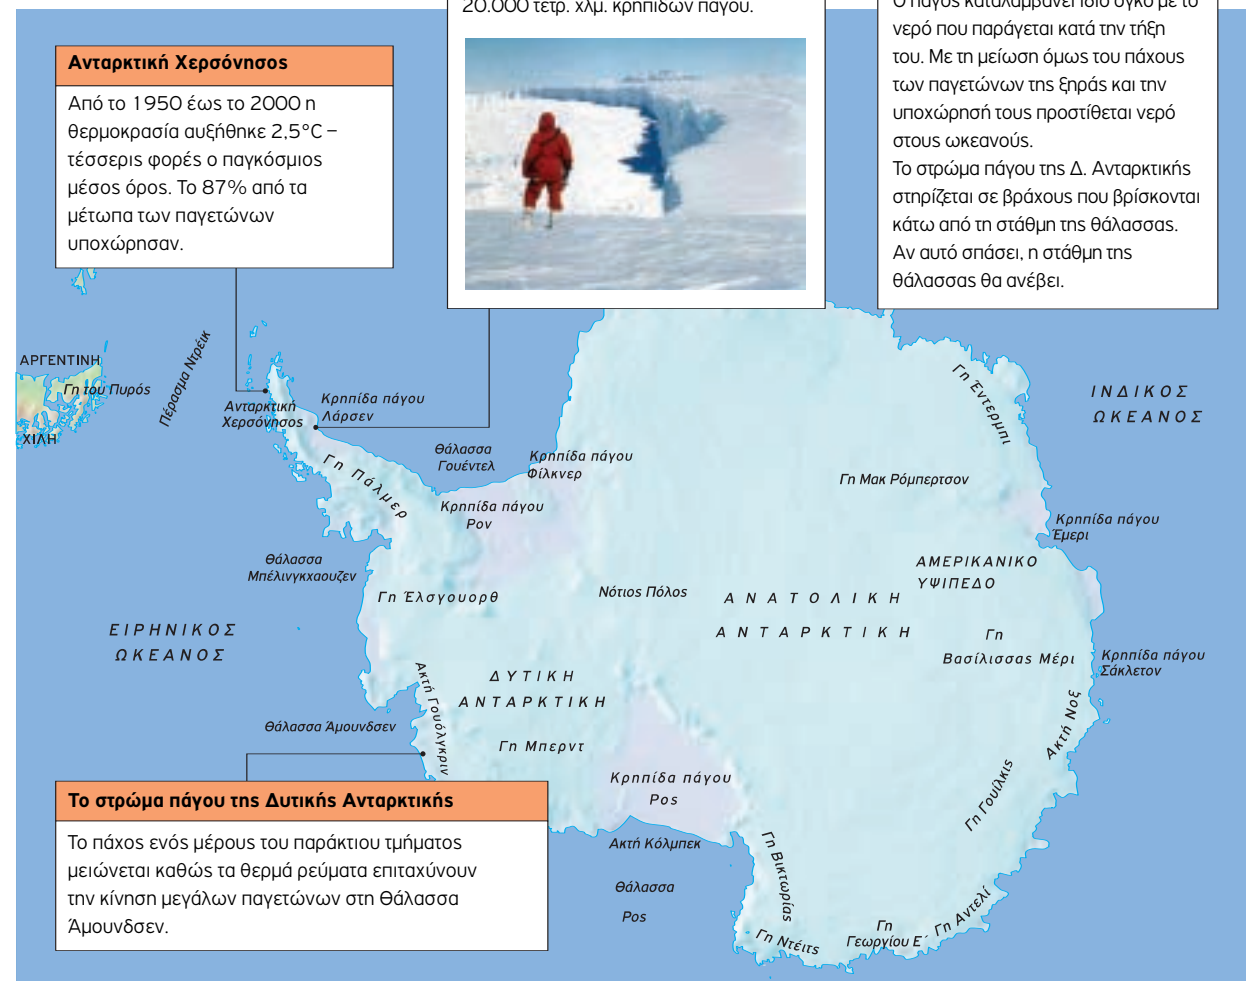 20.000 τετρ. χλμ. κρηπίδων πάγου.
Ο πάγος καταλαμβάνει ίδιο όγκο με το
νερό που παράγεται κατά την τήξη
του. Με τη μείωση όμως του πάχους
των παγετώνων της ξηράς και την
υποχώρησή τους προστίθεται νερό
στους ωκεανούς.
Το στρώμα πάγου της Δ. Ανταρκτικής
στηρίζεται σε βράχους που βρίσκονται
κάτω από τη στάθμη της θάλασσας.
Αν αυτό σπάσει, η στάθμη της
θάλασσας θα ανέβει.
Ανταρκτική Χερσόνησος
Από το 1950 έως το 2000 η
θερμοκρασία αυξήθηκε 2,5°C –
τέσσερις φορές ο παγκόσμιος
μέσος όρος. Το 87% από τα
μέτωπα των παγετώνων
υποχώρησαν.
ΑΡΓΕΝΤΙΝΗ
Γη του Πυρός
ΧΙΛΗ
Πέρασμα Ντρέικ
Ανταρκτική
Χερσόνησος
Κρηπίδα πάγου
Λάρσεν
Γη Πάλμερ
Θάλασσα
Γουέντελ
Κρηπίδα πάγου
Φίλκνερ
Κρηπίδα πάγου
Ρον
Γη Έντερμπι
ΙΝΔΙΚΟΣ
ΩΚΕΑΝΟΣ
Γη Μακ Ρόμπερτσον
Κρηπίδα πάγου
Έμερι
ΑΜΕΡΙΚΑΝΙΚΟ
ΥΨΙΠΕΔΟ
Θάλασσα
Μπέλινγκχαουζεν
Γη Έλσγουορθ
Νότιος Πόλος
ΑΝΑΤΟΛΙΚΗ
ΑΝΤΑΡΚΤΙΚΗ
Γη
Βασίλισσας Μέρι
Κρηπίδα πάγου
Σάκλετον
ΕΙΡΗΝΙΚΟΣ
ΩΚΕΑΝΟΣ
ΔΥΤΙΚΗ
ΑΝΤΑΡΚΤΙΚΗ
Ακτή Γουόλγκριν
Θάλασσα Άμουνδσεν
Γη Μπερντ
Ακτή Νοξ
Γη Γουίλκις
Κρηπίδα πάγου
Ρος
Το στρώμα πάγου της Δυτικής Ανταρκτικής
Το πάχος ενός μέρους του παράκτιου τμήματος
μειώνεται καθώς τα θερμά ρεύματα επιταχύνουν
την κίνηση μεγάλων παγετώνων στη Θάλασσα
Άμουνδσεν.
Ακτή Κόλμπεκ
Θάλασσα
Ρος
Γη Βικτωρίας
Γη Ντέιτς
Γη
Γεωργίου Ε΄
Γη Αντελί